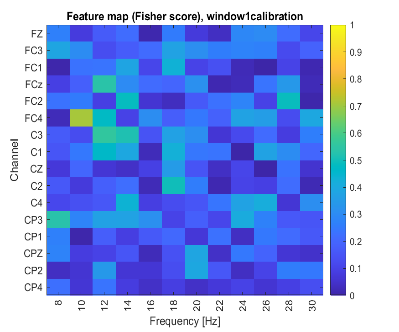 Feature map (Fisher score), window1calibration
Channel
FZ
FC3
FC1
FCz
FC2
FC4
C3
C1
CZ
C2
C4
CP3
CP1
CPZ
CP2
CP4
8 10 12 14 16 18 20 22 24 26 28 30
Frequency [Hz]
1
0.9
0.8
0.7
0.6
0.5
0.4
0.3
0.2
0.1
0